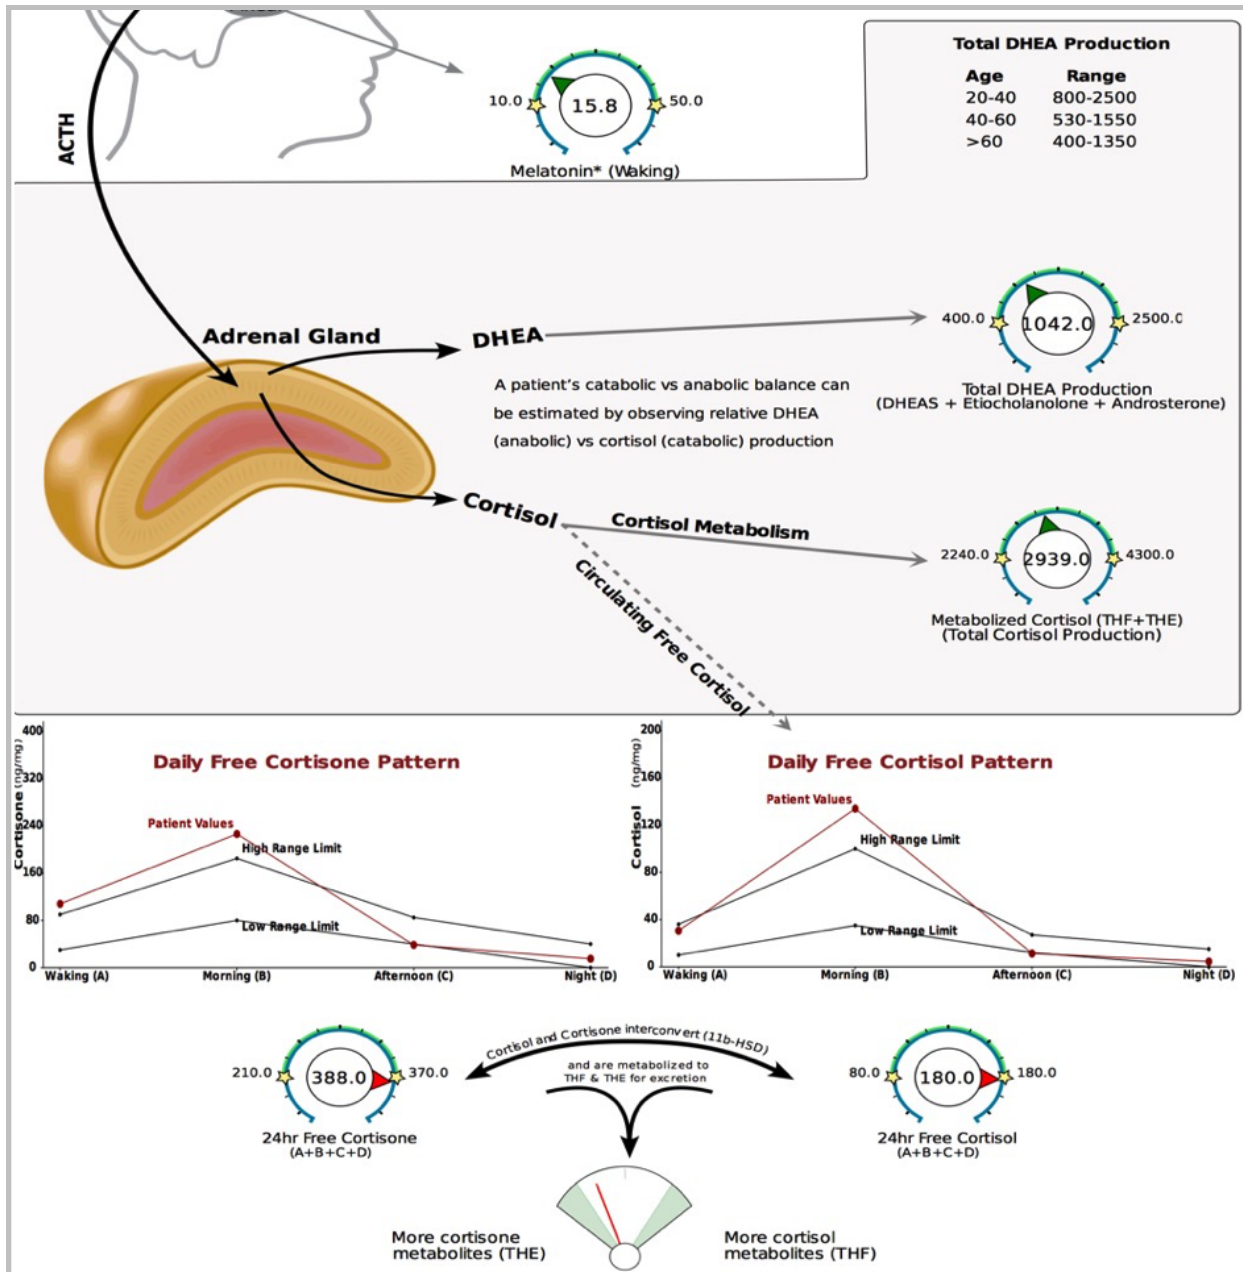 10.0
15.8
50.0
Melatonin* (Waking)
ACTH
Total DHEA Production
Age Range
20-40 800-2500
40-60 530-1550
>60 400-1350
Adrenal Gland
DHEA
400.0
1042.0
2500.0
Total DHEA Production
(DHEAS + Etiocholanolone + Androsterone)
A patient's catabolic vs anabolic balance can
be estimated by observing relative DHEA
(anabolic) vs cortisol (catabolic) production
Cortisol
Cortisol Metabolism
2240.0
2939.0
4300.0
Metabolized Cortisol (THF+THE)
(Total Cortisol Production)
Circulating Free Cortisol
Daily Free Cortisone Pattern
Cortisone (ng/mg)
400
320
240
160
80
0
Patient Values
High Range Limit
Low Range Limit
Waking (A) Morning (B) Afternoon (C) Night (D)
Daily Free Cortisol Pattern
Cortisol (ng/mg)
200
160
120
80
40
0
Patient Values
High Range Limit
Low Range Limit
Waking (A) Morning (B) Afternoon (C) Night (D)
210.0
388.0
370.0
24hr Free Cortisone
(A+B+C+D)
Cortisol and Cortisone interconvert (11b-HSD)
and are metabolized to
THF & THE for excretion
80.0
180.0
180.0
24hr Free Cortisol
(A+B+C+D)
More cortisone
metabolites (THE)
More cortisol
metabolites (THF)